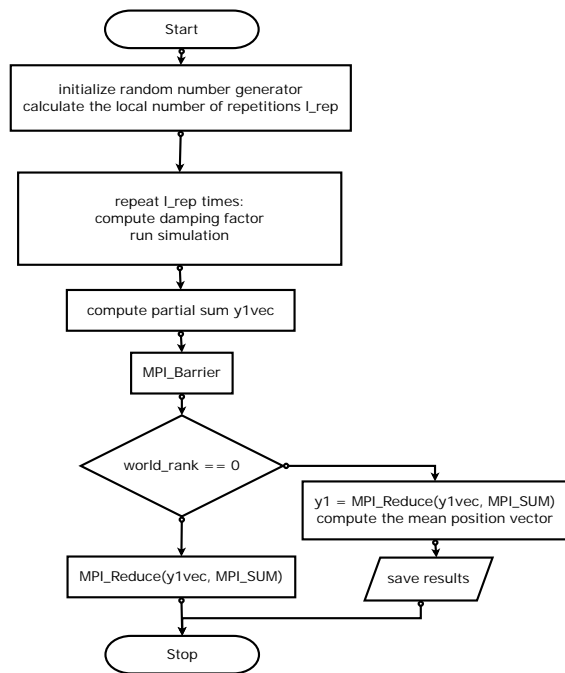 Start
initialize random number generator
calculate the local number of repetitions l_rep
repeat l_rep times:
compute damping factor
run simulation
compute partial sum y1vec
MPI_Barrier
world_rank == 0
y1 = MPI_Reduce(y1vec, MPI_SUM)
compute the mean position vector
MPI_Reduce(y1vec, MPI_SUM)
save results
Stop